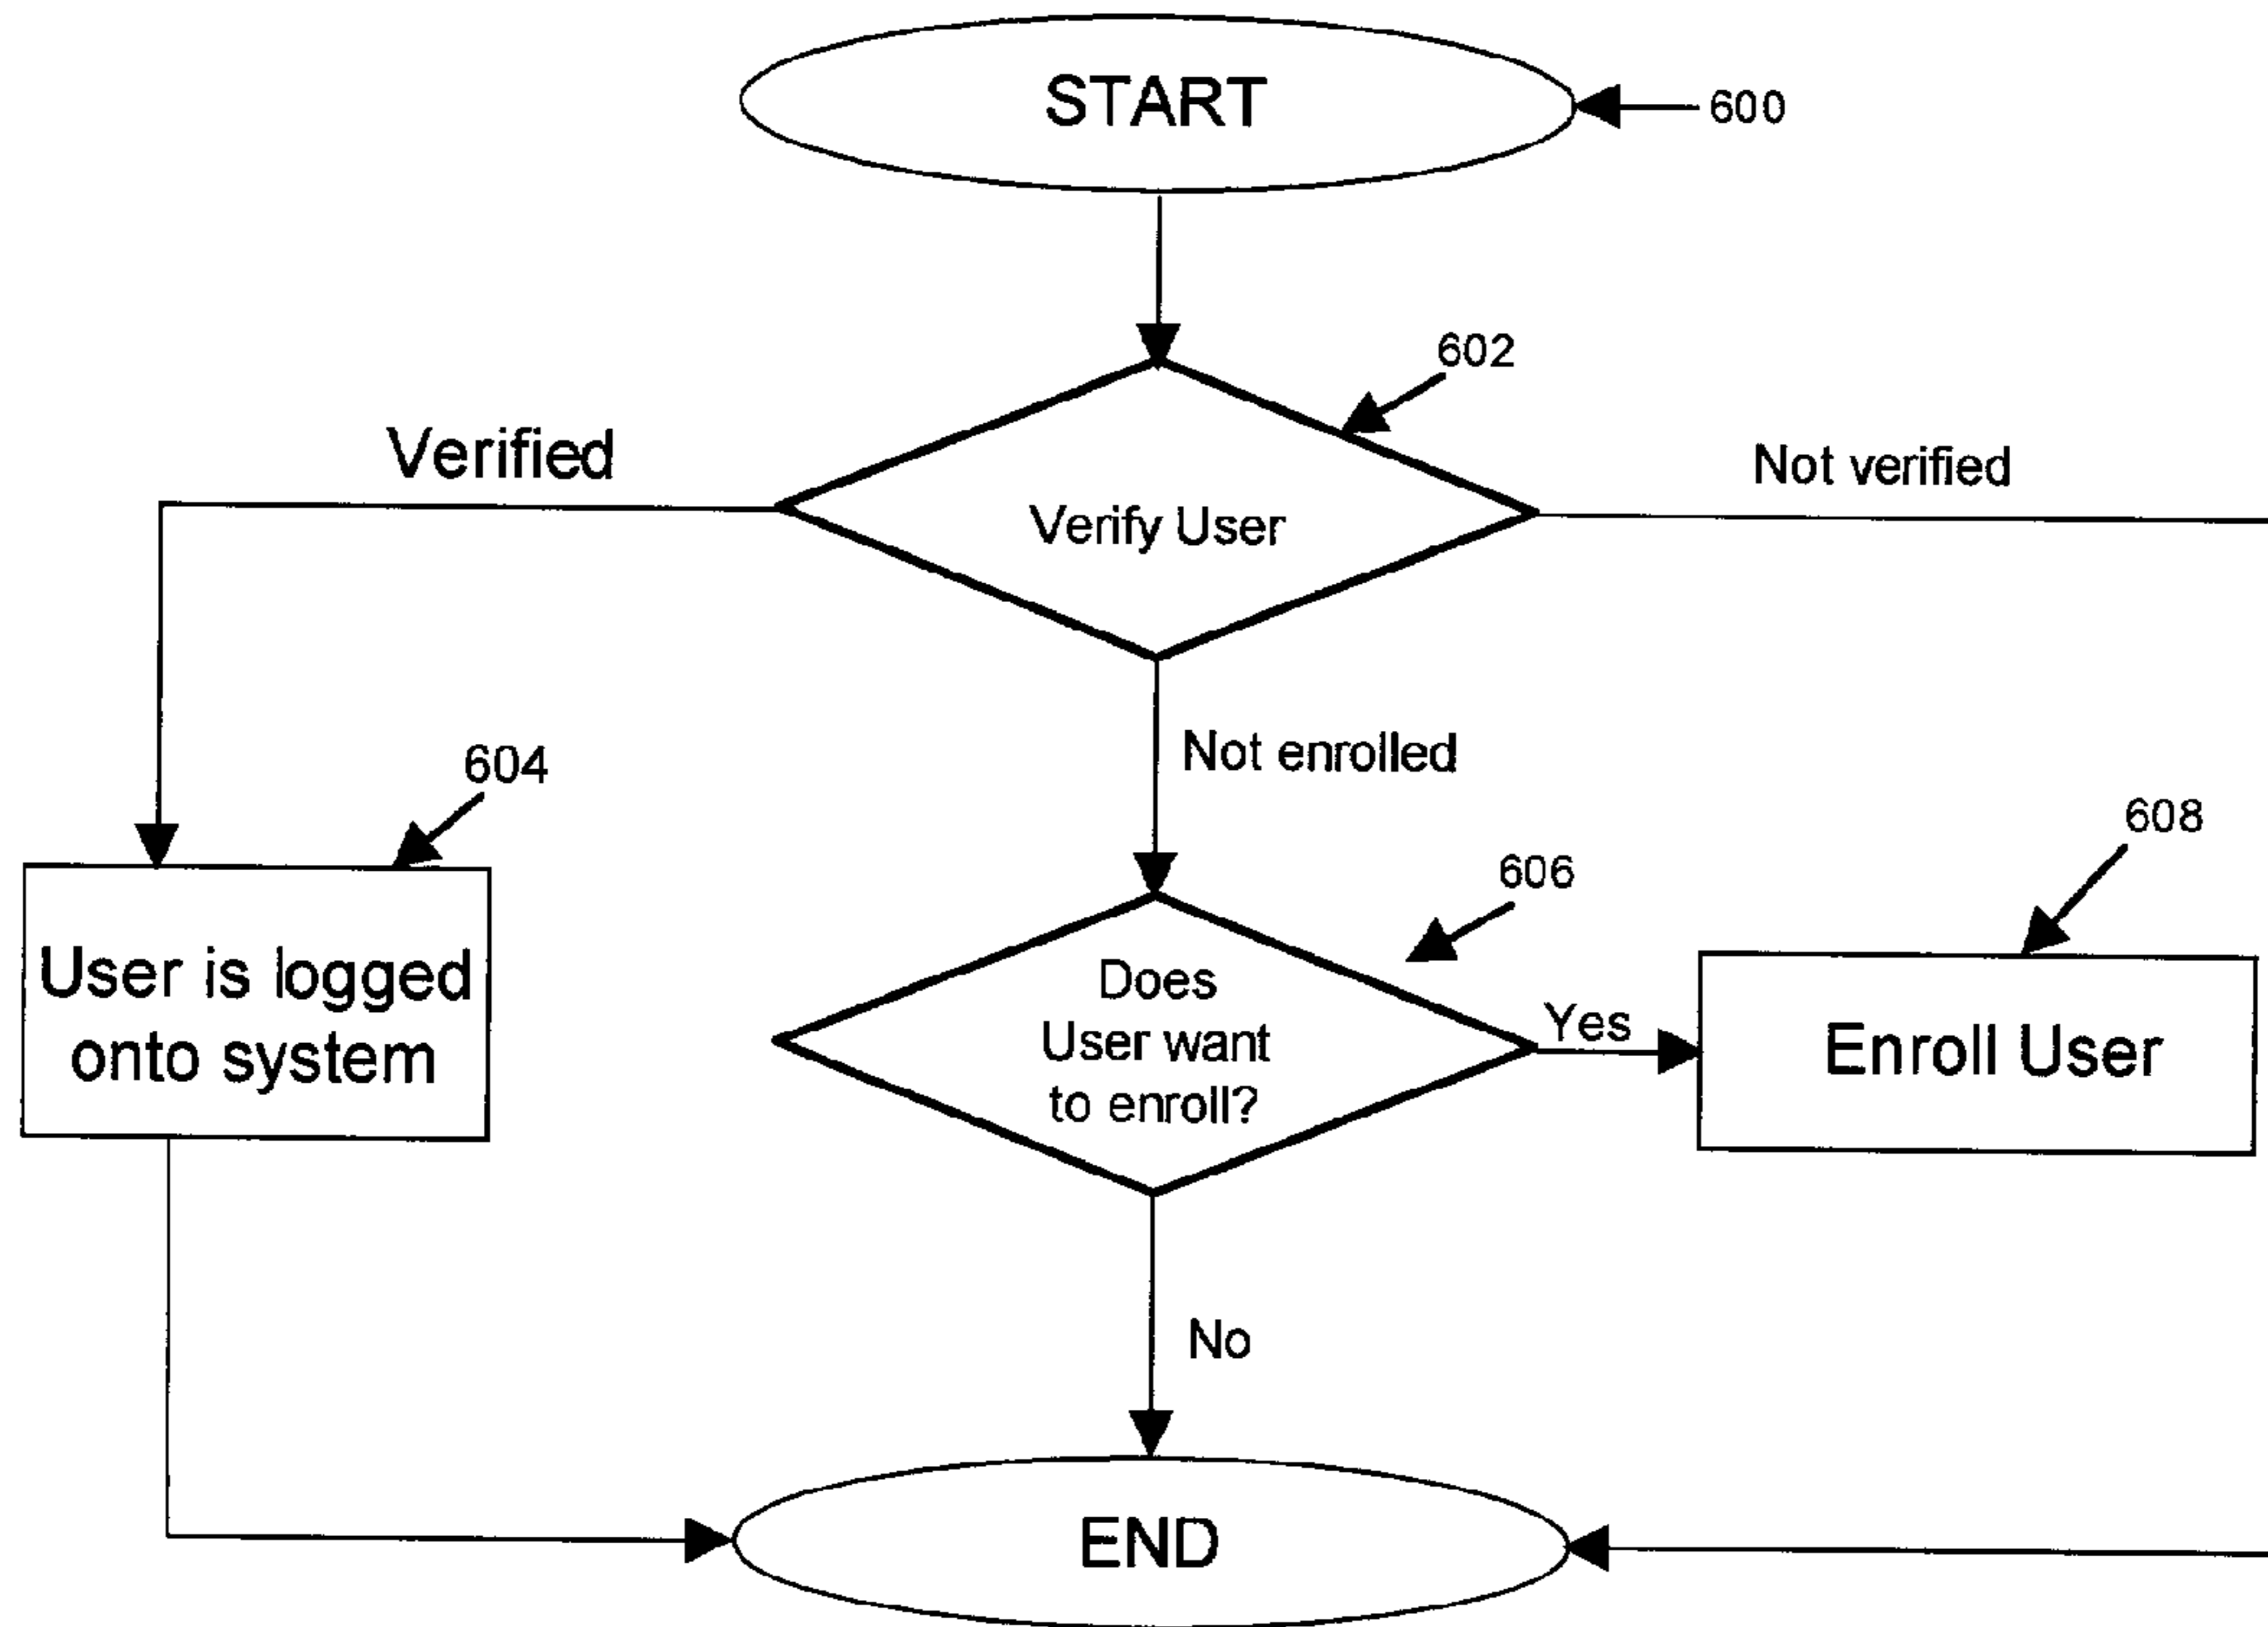 START
600
602
Verified
Not verified
Verify User
Not enrolled
604
608
606
User is logged
onto system
Does
User want
to enroll?
Yes
Enroll User
No
END